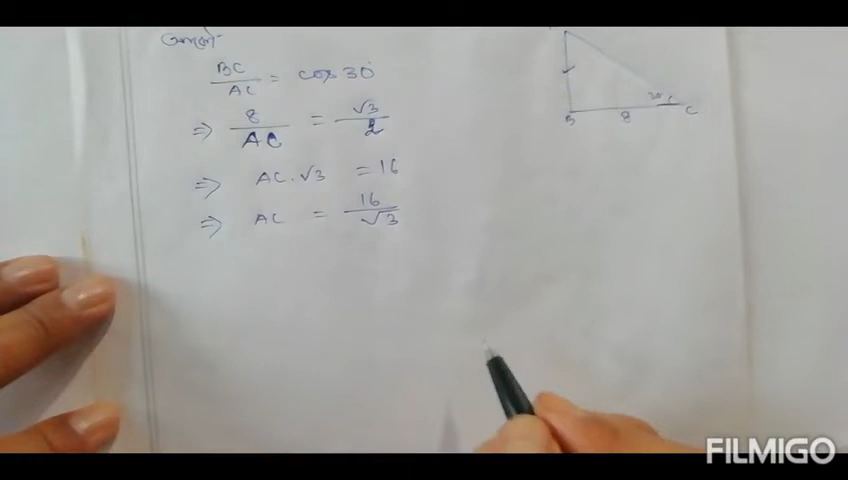 BC / AC = cos 30°
⇒ 8 / AC = √3 / 2
⇒ AC · √3 = 16
⇒ AC = 16 / √3
B 8 30° C
FILMIGO